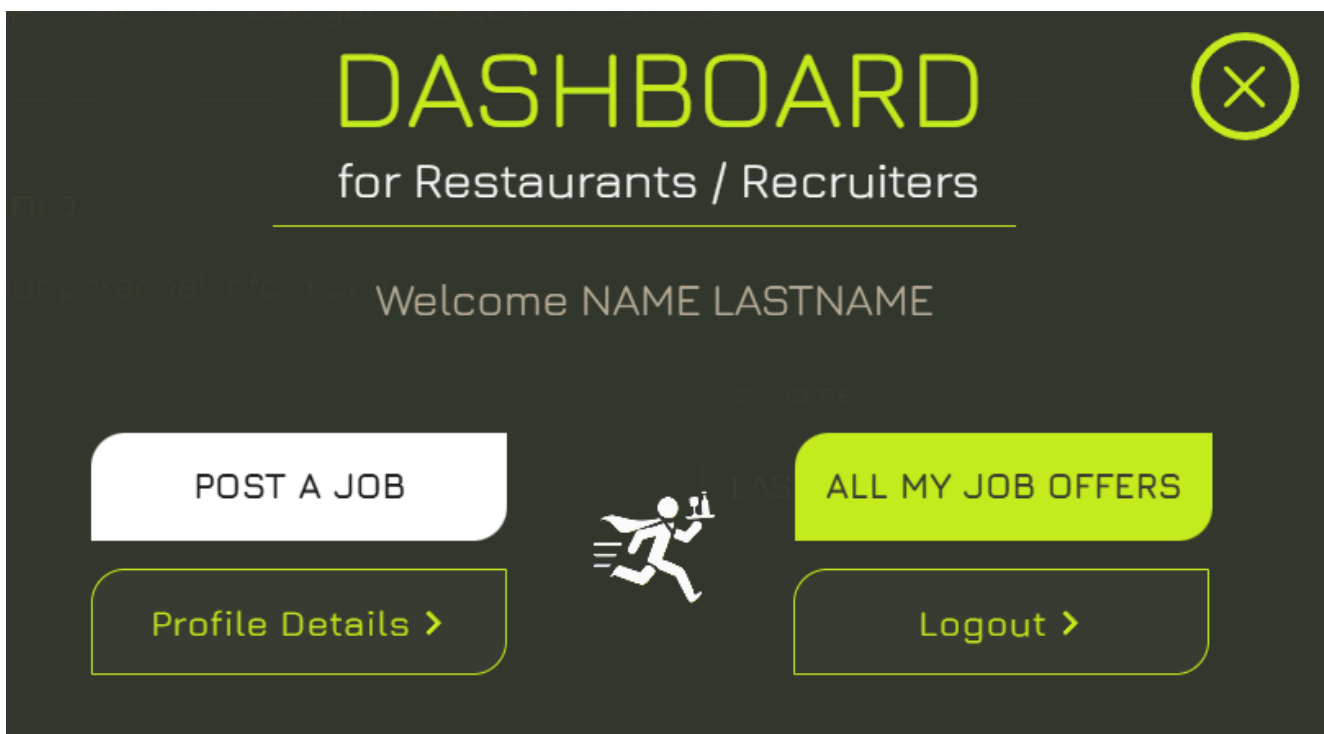 DASHBOARD
for Restaurants / Recruiters
Welcome NAME LASTNAME
POST A JOB
ALL MY JOB OFFERS
Profile Details >
Logout >